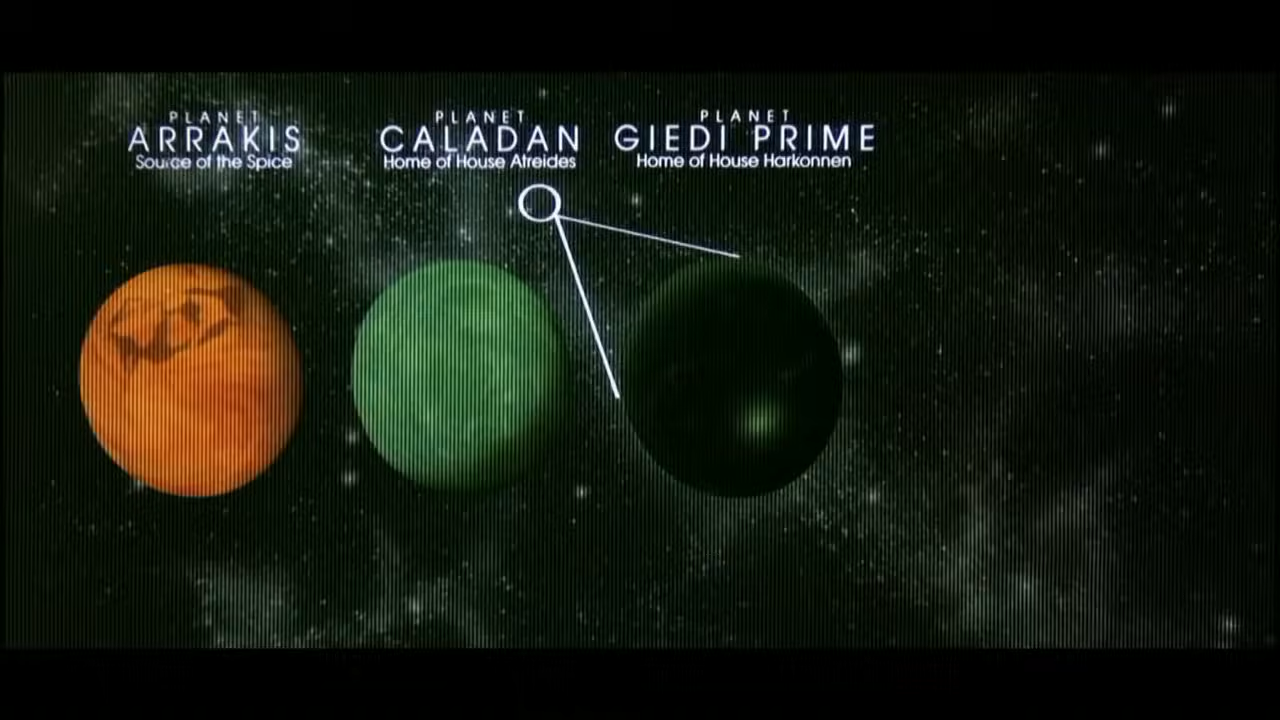 PLANET
ARRAKIS
Source of the Spice
PLANET
CALADAN
Home of House Atreides
PLANET
GIEDI PRIME
Home of House Harkonnen